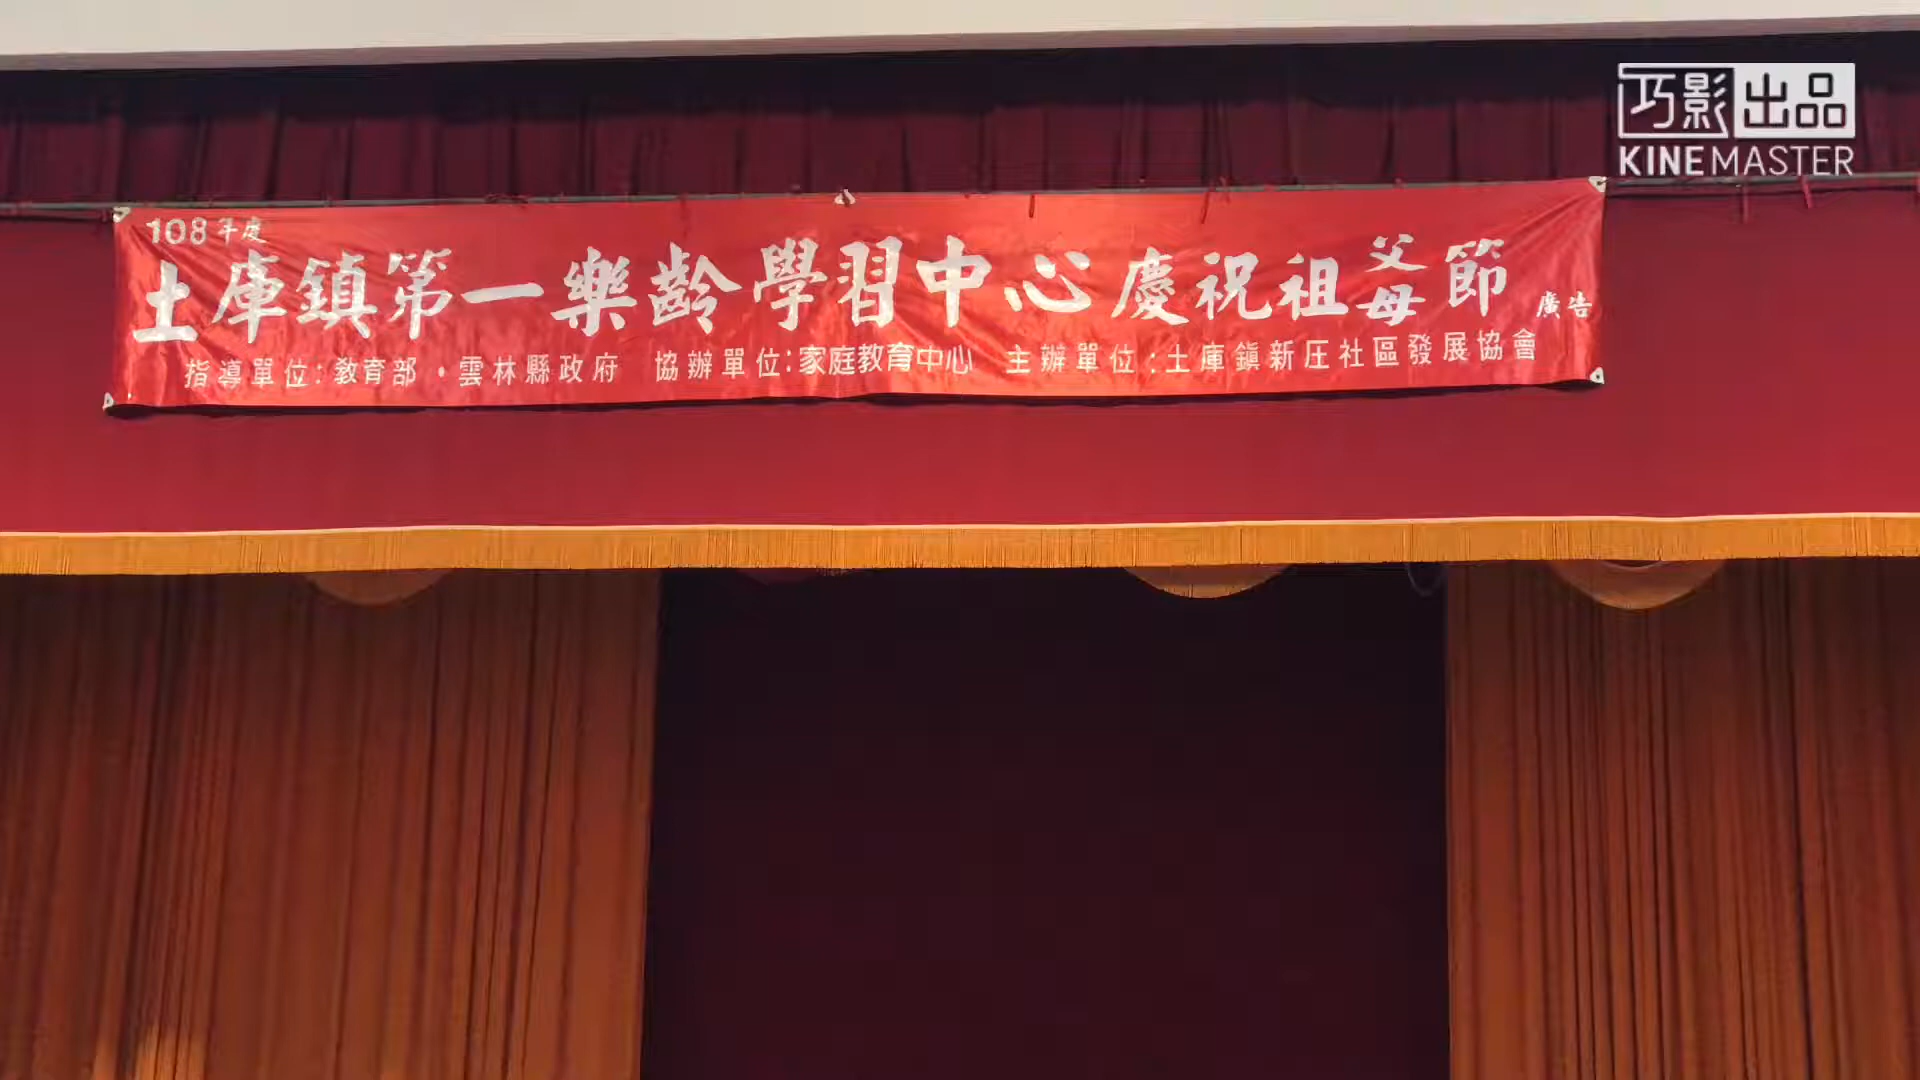 巧影出品
KINEMASTER
108年度
土庫鎮第一樂齡學習中心慶祝祖父母節 廣告
指導單位:教育部・雲林縣政府 協辦單位:家庭教育中心 主辦單位:土庫鎮新庄社區發展協會